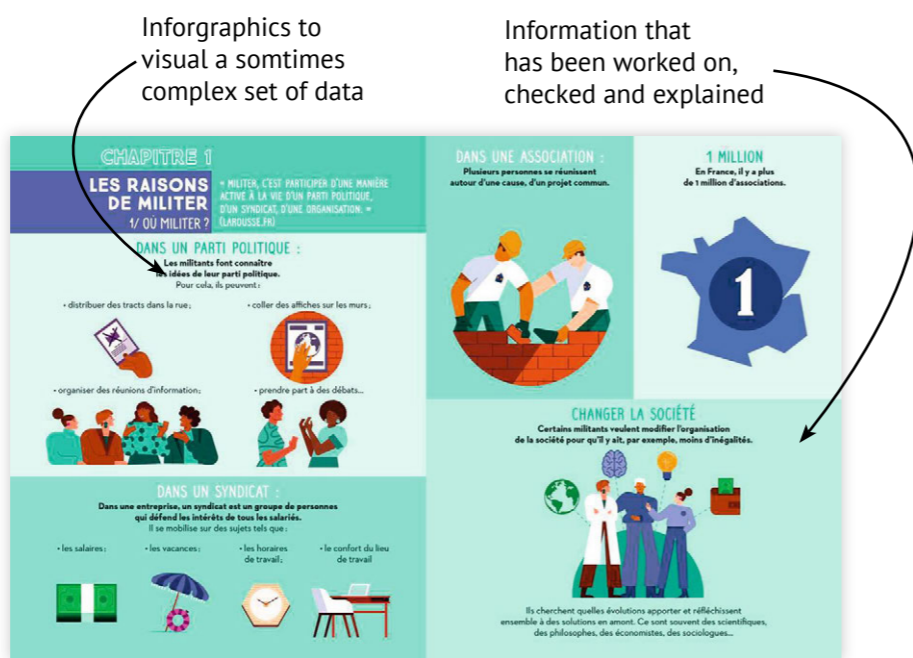 Inforgraphics to
visual a somtimes
complex set of data
Information that
has been worked on,
checked and explained
CHAPITRE 1
LES RAISONS
DE MILITER
1/ OÙ MILITER ?
« MILITER, C'EST PARTICIPER D'UNE MANIÈRE
ACTIVE À LA VIE D'UN PARTI POLITIQUE,
D'UN SYNDICAT, D'UNE ORGANISATION. »
(LAROUSSE.FR)
DANS UN PARTI POLITIQUE :
Les militants font connaître
les idées de leur parti politique.
Pour cela, ils peuvent :
• distribuer des tracts dans la rue ;
• coller des affiches sur les murs ;
• organiser des réunions d'information ;
• prendre part à des débats...
DANS UN SYNDICAT :
Dans une entreprise, un syndicat est un groupe de personnes
qui défend les intérêts de tous les salariés.
Il se mobilise sur des sujets tels que :
• les salaires ;
• les vacances ;
• les horaires
de travail ;
• le confort du lieu
de travail
DANS UNE ASSOCIATION :
Plusieurs personnes se réunissent
autour d'une cause, d'un projet commun.
1 MILLION
En France, il y a plus
de 1 million d'associations.
1
CHANGER LA SOCIÉTÉ
Certains militants veulent modifier l'organisation
de la société pour qu'il y ait, par exemple, moins d'inégalités.
Ils cherchent quelles évolutions apporter et réfléchissent
ensemble à des solutions en amont. Ce sont souvent des scientifiques,
des philosophes, des économistes, des sociologues...